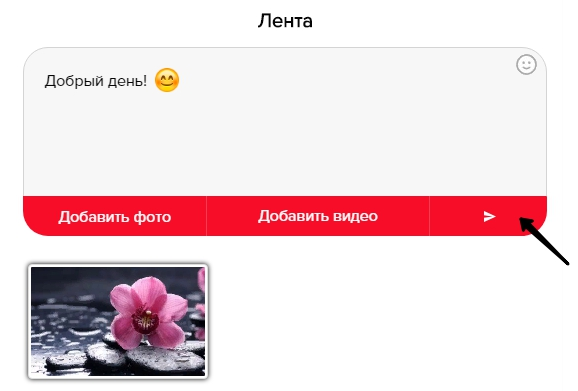 Лента
Добрый день! 😊
Добавить фото
Добавить видео